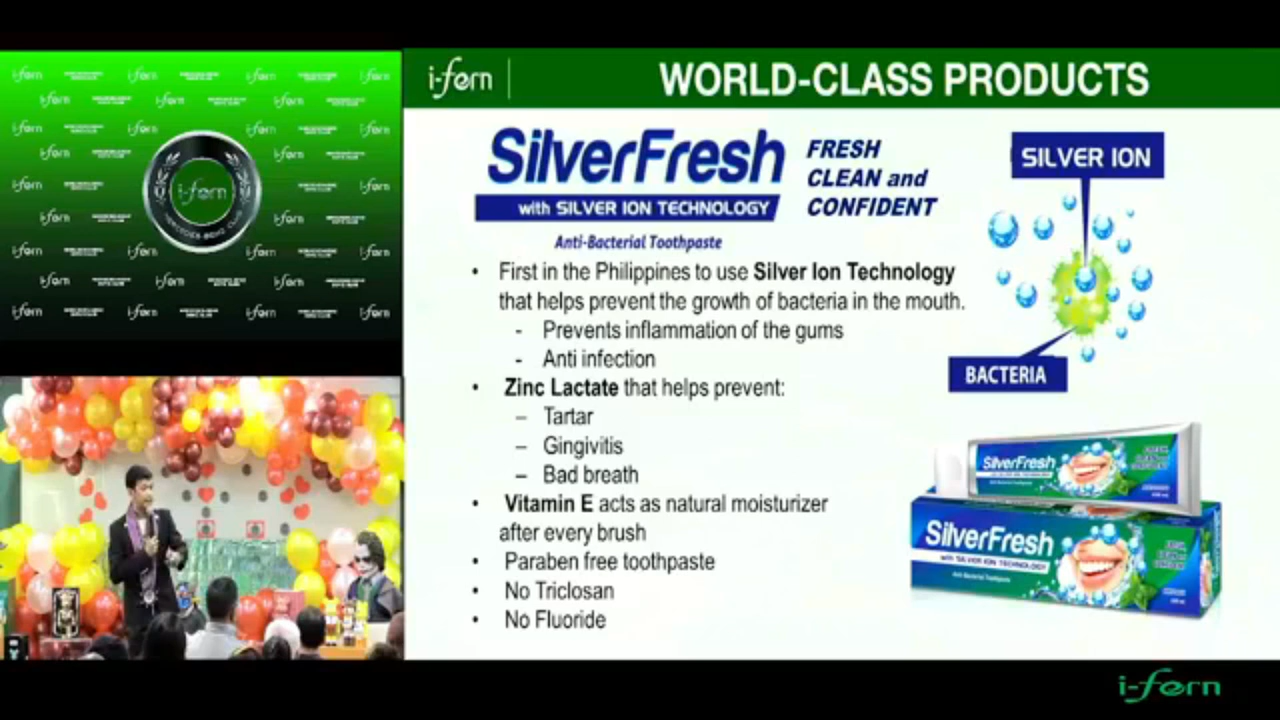 i-fern
WORLD-CLASS PRODUCTS
SilverFresh
with SILVER ION TECHNOLOGY
Anti-Bacterial Toothpaste
FRESH
CLEAN and
CONFIDENT
SILVER ION
BACTERIA
• First in the Philippines to use Silver Ion Technology
that helps prevent the growth of bacteria in the mouth.
- Prevents inflammation of the gums
- Anti infection
• Zinc Lactate that helps prevent:
– Tartar
– Gingivitis
– Bad breath
• Vitamin E acts as natural moisturizer
after every brush
• Paraben free toothpaste
• No Triclosan
• No Fluoride
SilverFresh
SilverFresh
with SILVER ION TECHNOLOGY
Anti-Bacterial Toothpaste
i-fern
i-fern